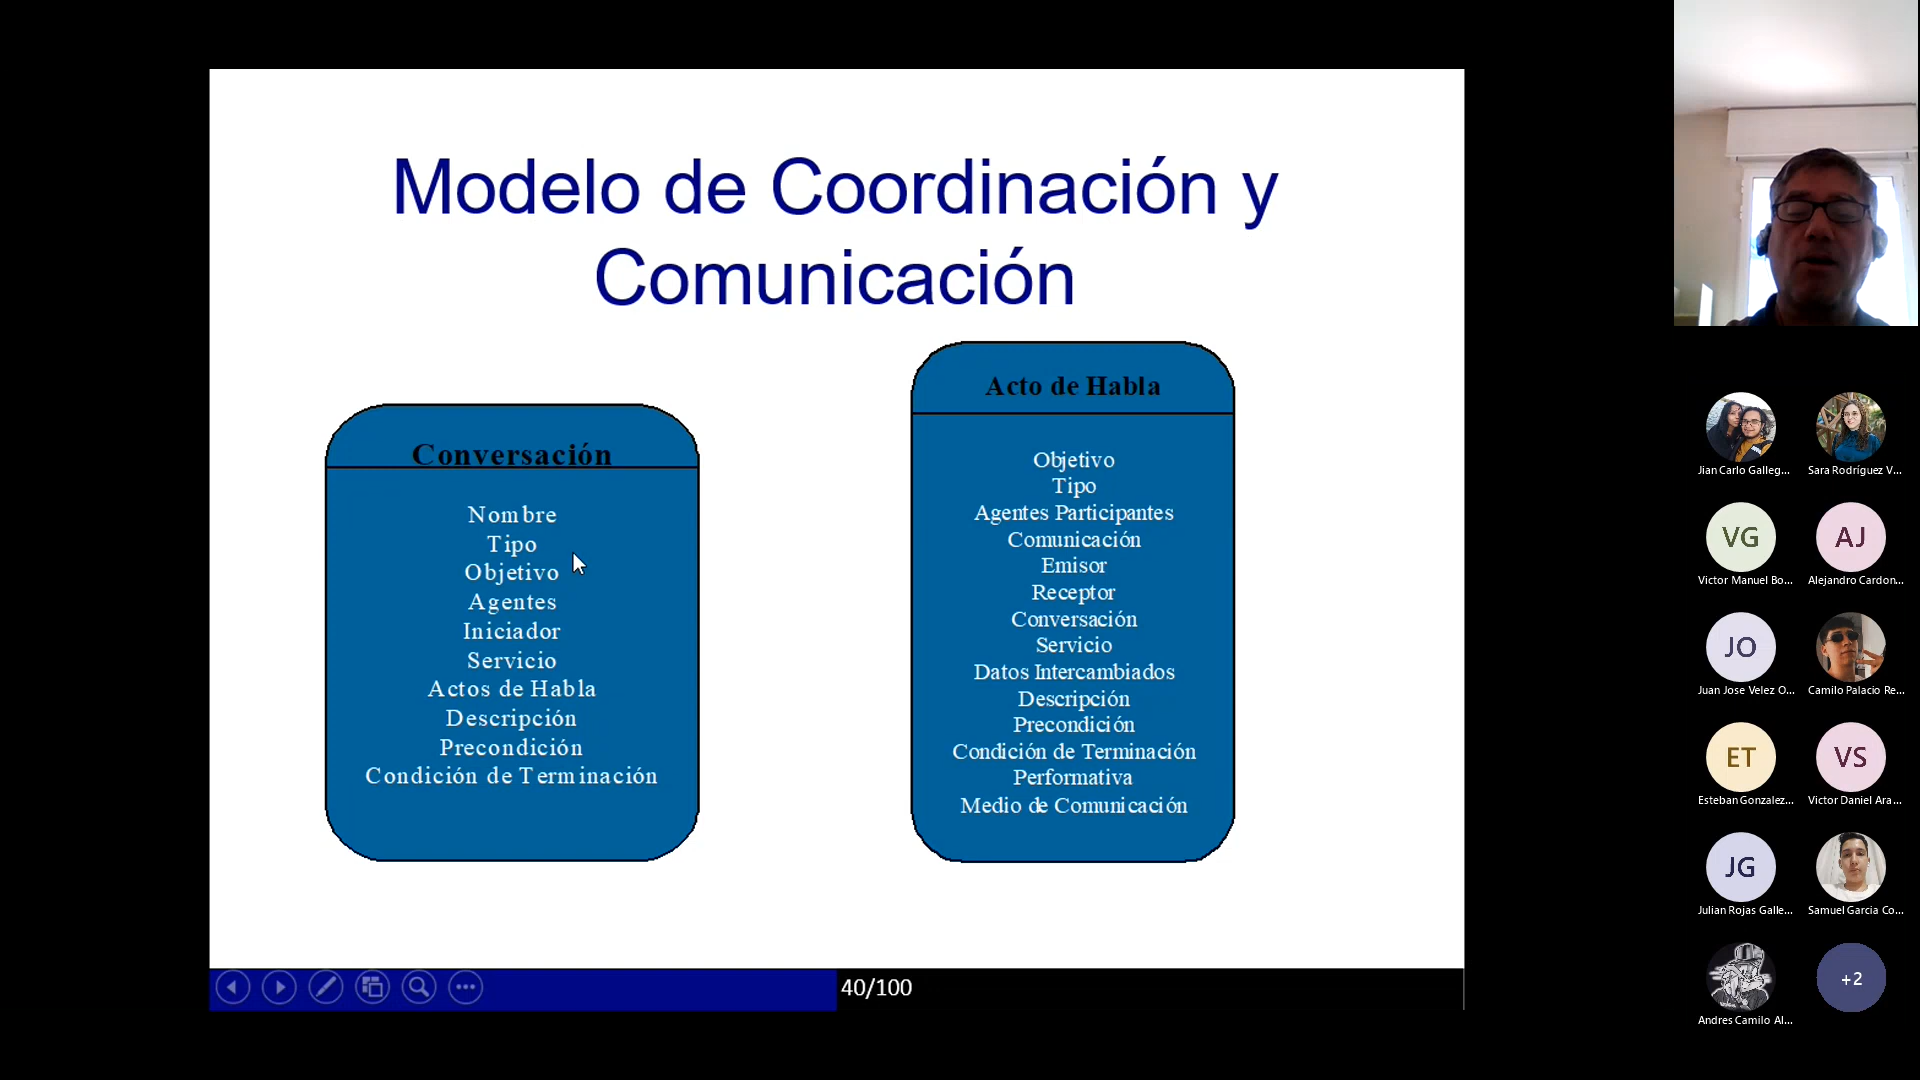 Modelo de Coordinación y
Comunicación
Conversación
Nombre
Tipo
Objetivo
Agentes
Iniciador
Servicio
Actos de Habla
Descripción
Precondición
Condición de Terminación
Acto de Habla
Objetivo
Tipo
Agentes Participantes
Comunicación
Emisor
Receptor
Conversación
Servicio
Datos Intercambiados
Descripción
Precondición
Condición de Terminación
Performativa
Medio de Comunicación
40/100
Jian Carlo Galleg...
Sara Rodríguez V...
VG
Victor Manuel Bo...
AJ
Alejandro Cardon...
JO
Juan Jose Velez O...
Camilo Palacio Re...
ET
Esteban Gonzalez...
VS
Victor Daniel Ara...
JG
Julian Rojas Galle...
Samuel Garcia Co...
Andres Camilo Al...
+2